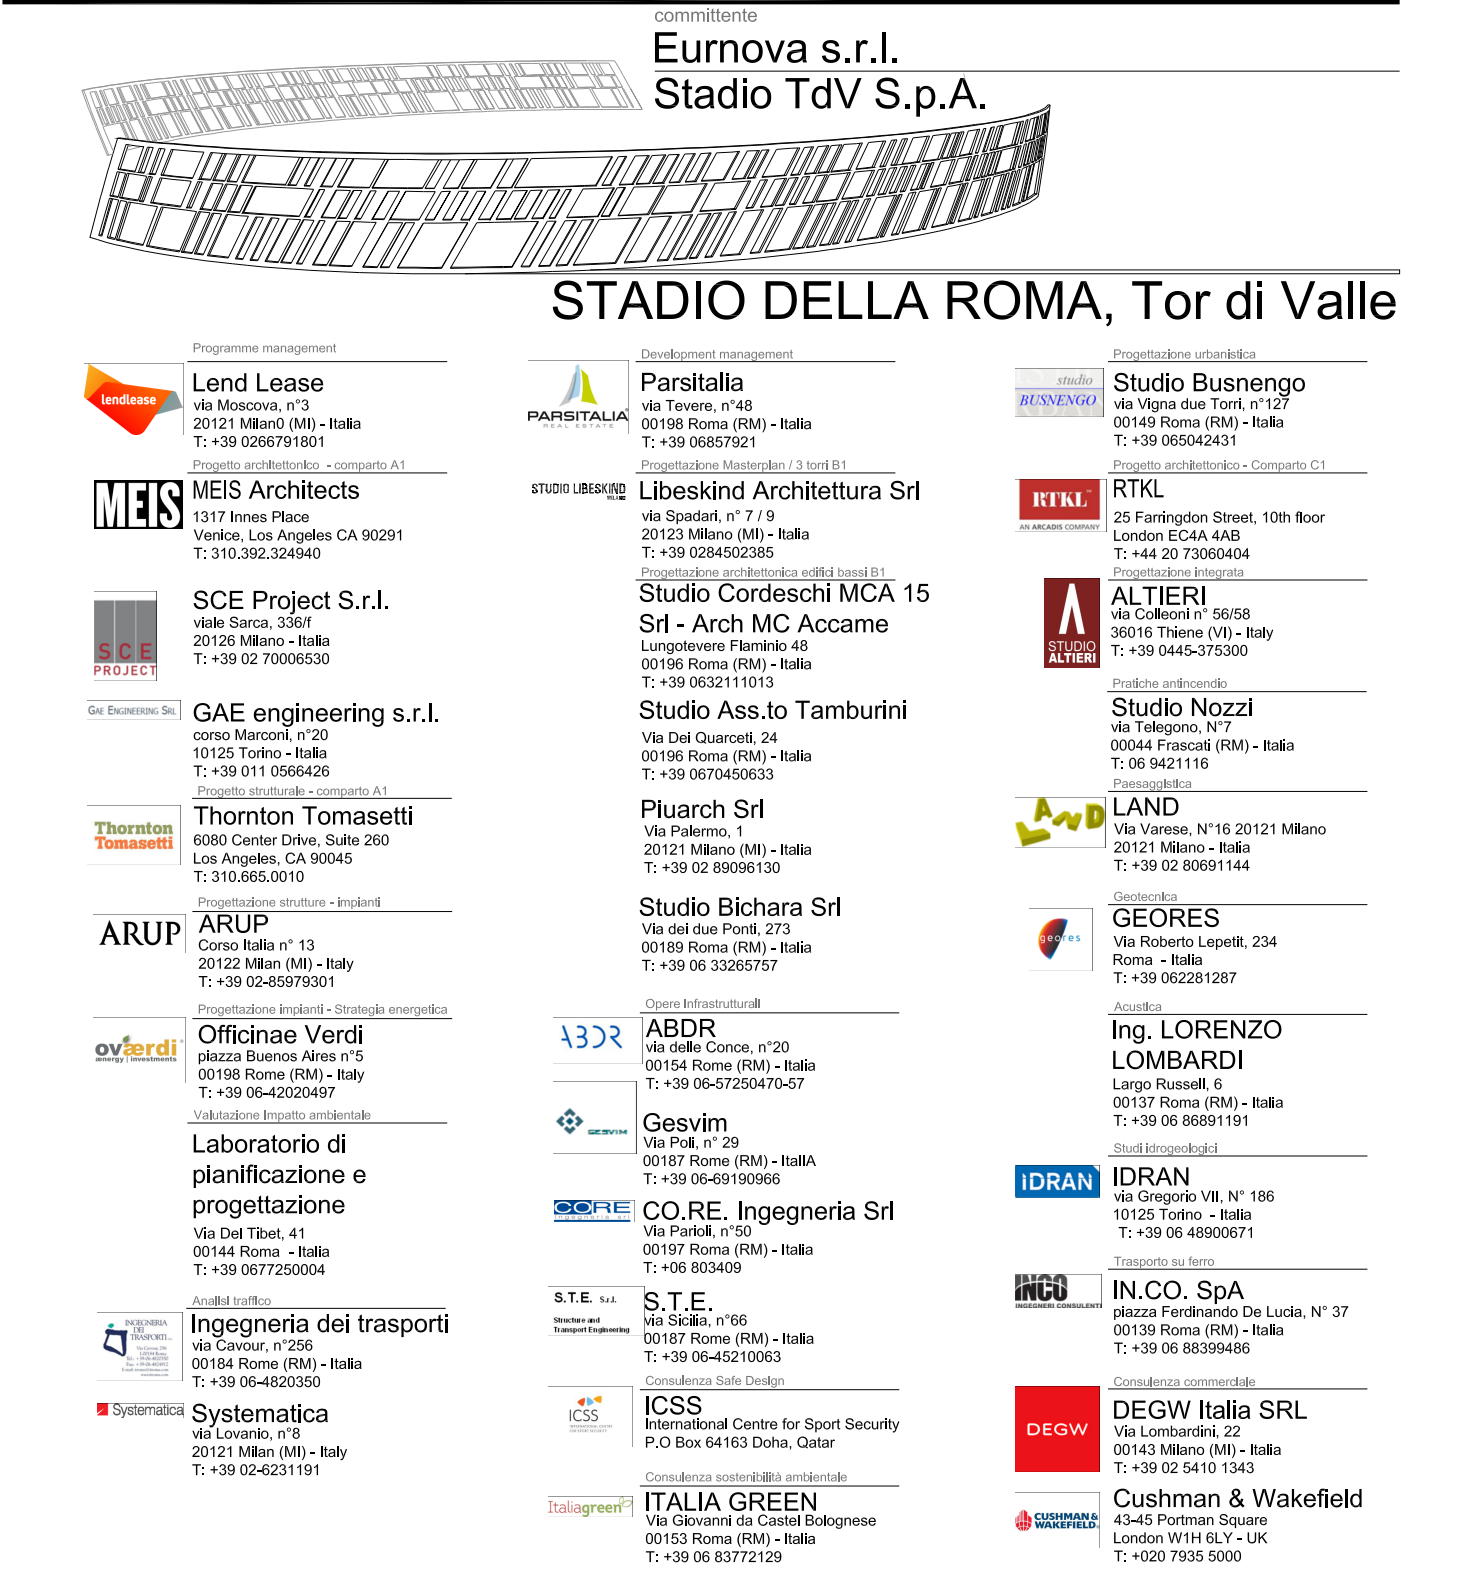 committente
Eurnova s.r.l.
Stadio TdV S.p.A.
STADIO DELLA ROMA, Tor di Valle
Programme management
lendlease
Lend Lease
via Moscova, n°3
20121 Milan0 (MI) - Italia
T: +39 0266791801
Progetto architettonico - comparto A1
MEIS
MEIS Architects
1317 Innes Place
Venice, Los Angeles CA 90291
T: 310.392.324940
SCE
PROJECT
SCE Project S.r.l.
viale Sarca, 336/f
20126 Milano - Italia
T: +39 02 70006530
GAE ENGINEERING SRL
GAE engineering s.r.l.
corso Marconi, n°20
10125 Torino - Italia
T: +39 011 0566426
Progetto strutturale - comparto A1
Thornton
Tomasetti
Thornton Tomasetti
6080 Center Drive, Suite 260
Los Angeles, CA 90045
T: 310.665.0010
Progettazione strutture - impianti
ARUP
ARUP
Corso Italia n° 13
20122 Milan (MI) - Italy
T: +39 02-85979301
Progettazione impianti - Strategia energetica
oværdi
ænergy | investments
Officinae Verdi
piazza Buenos Aires n°5
00198 Rome (RM) - Italy
T: +39 06-42020497
Valutazione Impatto ambientale
Laboratorio di
pianificazione e
progettazione
Via Del Tibet, 41
00144 Roma - Italia
T: +39 0677250004
Analisi traffico
INGEGNERIA
DEI
TRASPORTI
Ingegneria dei trasporti
via Cavour, n°256
00184 Rome (RM) - Italia
T: +39 06-4820350
Systematica
Systematica
via Lovanio, n°8
20121 Milan (MI) - Italy
T: +39 02-6231191
Development management
PARSITALIA
REAL ESTATE
Parsitalia
via Tevere, n°48
00198 Roma (RM) - Italia
T: +39 06857921
Progettazione Masterplan / 3 torri B1
STUDIO LIBESKIND
MILANO
Libeskind Architettura Srl
via Spadari, n° 7 / 9
20123 Milano (MI) - Italia
T: +39 0284502385
Progettazione architettonica edifici bassi B1
Studio Cordeschi MCA 15
Srl - Arch MC Accame
Lungotevere Flaminio 48
00196 Roma (RM) - Italia
T: +39 0632111013
Studio Ass.to Tamburini
Via Dei Quarceti, 24
00196 Roma (RM) - Italia
T: +39 0670450633
Piuarch Srl
Via Palermo, 1
20121 Milano (MI) - Italia
T: +39 02 89096130
Studio Bichara Srl
Via dei due Ponti, 273
00189 Roma (RM) - Italia
T: +39 06 33265757
Opere Infrastrutturali
ABDR
ABDR
via delle Conce, n°20
00154 Rome (RM) - Italia
T: +39 06-57250470-57
GESVIM
Gesvim
Via Poli, n° 29
00187 Rome (RM) - ItalIA
T: +39 06-69190966
CORE
ingegneria srl
CO.RE. Ingegneria Srl
Via Parioli, n°50
00197 Roma (RM) - Italia
T: +06 803409
S.T.E. S.r.l.
Structure and
Transport Engineering
S.T.E.
via Sicilia, n°66
00187 Rome (RM) - Italia
T: +39 06-45210063
Consulenza Safe Design
ICSS
INTERNATIONAL CENTRE
FOR SPORT SECURITY
ICSS
International Centre for Sport Security
P.O Box 64163 Doha, Qatar
Consulenza sostenibilità ambientale
Italiagreen
ITALIA GREEN
Via Giovanni da Castel Bolognese
00153 Roma (RM) - Italia
T: +39 06 83772129
Progettazione urbanistica
studio
BUSNENGO
Studio Busnengo
via Vigna due Torri, n°127
00149 Roma (RM) - Italia
T: +39 065042431
Progetto architettonico - Comparto C1
RTKL
AN ARCADIS COMPANY
RTKL
25 Farringdon Street, 10th floor
London EC4A 4AB
T: +44 20 73060404
Progettazione integrata
STUDIO
ALTIERI
ALTIERI
via Colleoni n° 56/58
36016 Thiene (VI) - Italy
T: +39 0445-375300
Pratiche antincendio
Studio Nozzi
via Telegono, N°7
00044 Frascati (RM) - Italia
T: 06 9421116
Paesaggistica
LAND
LAND
Via Varese, N°16 20121 Milano
20121 Milano - Italia
T: +39 02 80691144
Geotecnica
geores
GEORES
Via Roberto Lepetit, 234
Roma - Italia
T: +39 062281287
Acustica
Ing. LORENZO
LOMBARDI
Largo Russell, 6
00137 Roma (RM) - Italia
T: +39 06 86891191
Studi idrogeologici
IDRAN
IDRAN
via Gregorio VII, N° 186
10125 Torino - Italia
T: +39 06 48900671
Trasporto su ferro
INCO
INGEGNERI CONSULENTI
IN.CO. SpA
piazza Ferdinando De Lucia, N° 37
00139 Roma (RM) - Italia
T: +39 06 88399486
Consulenza commerciale
DEGW
DEGW Italia SRL
Via Lombardini, 22
00143 Milano (MI) - Italia
T: +39 02 5410 1343
CUSHMAN &
WAKEFIELD
Cushman & Wakefield
43-45 Portman Square
London W1H 6LY - UK
T: +020 7935 5000